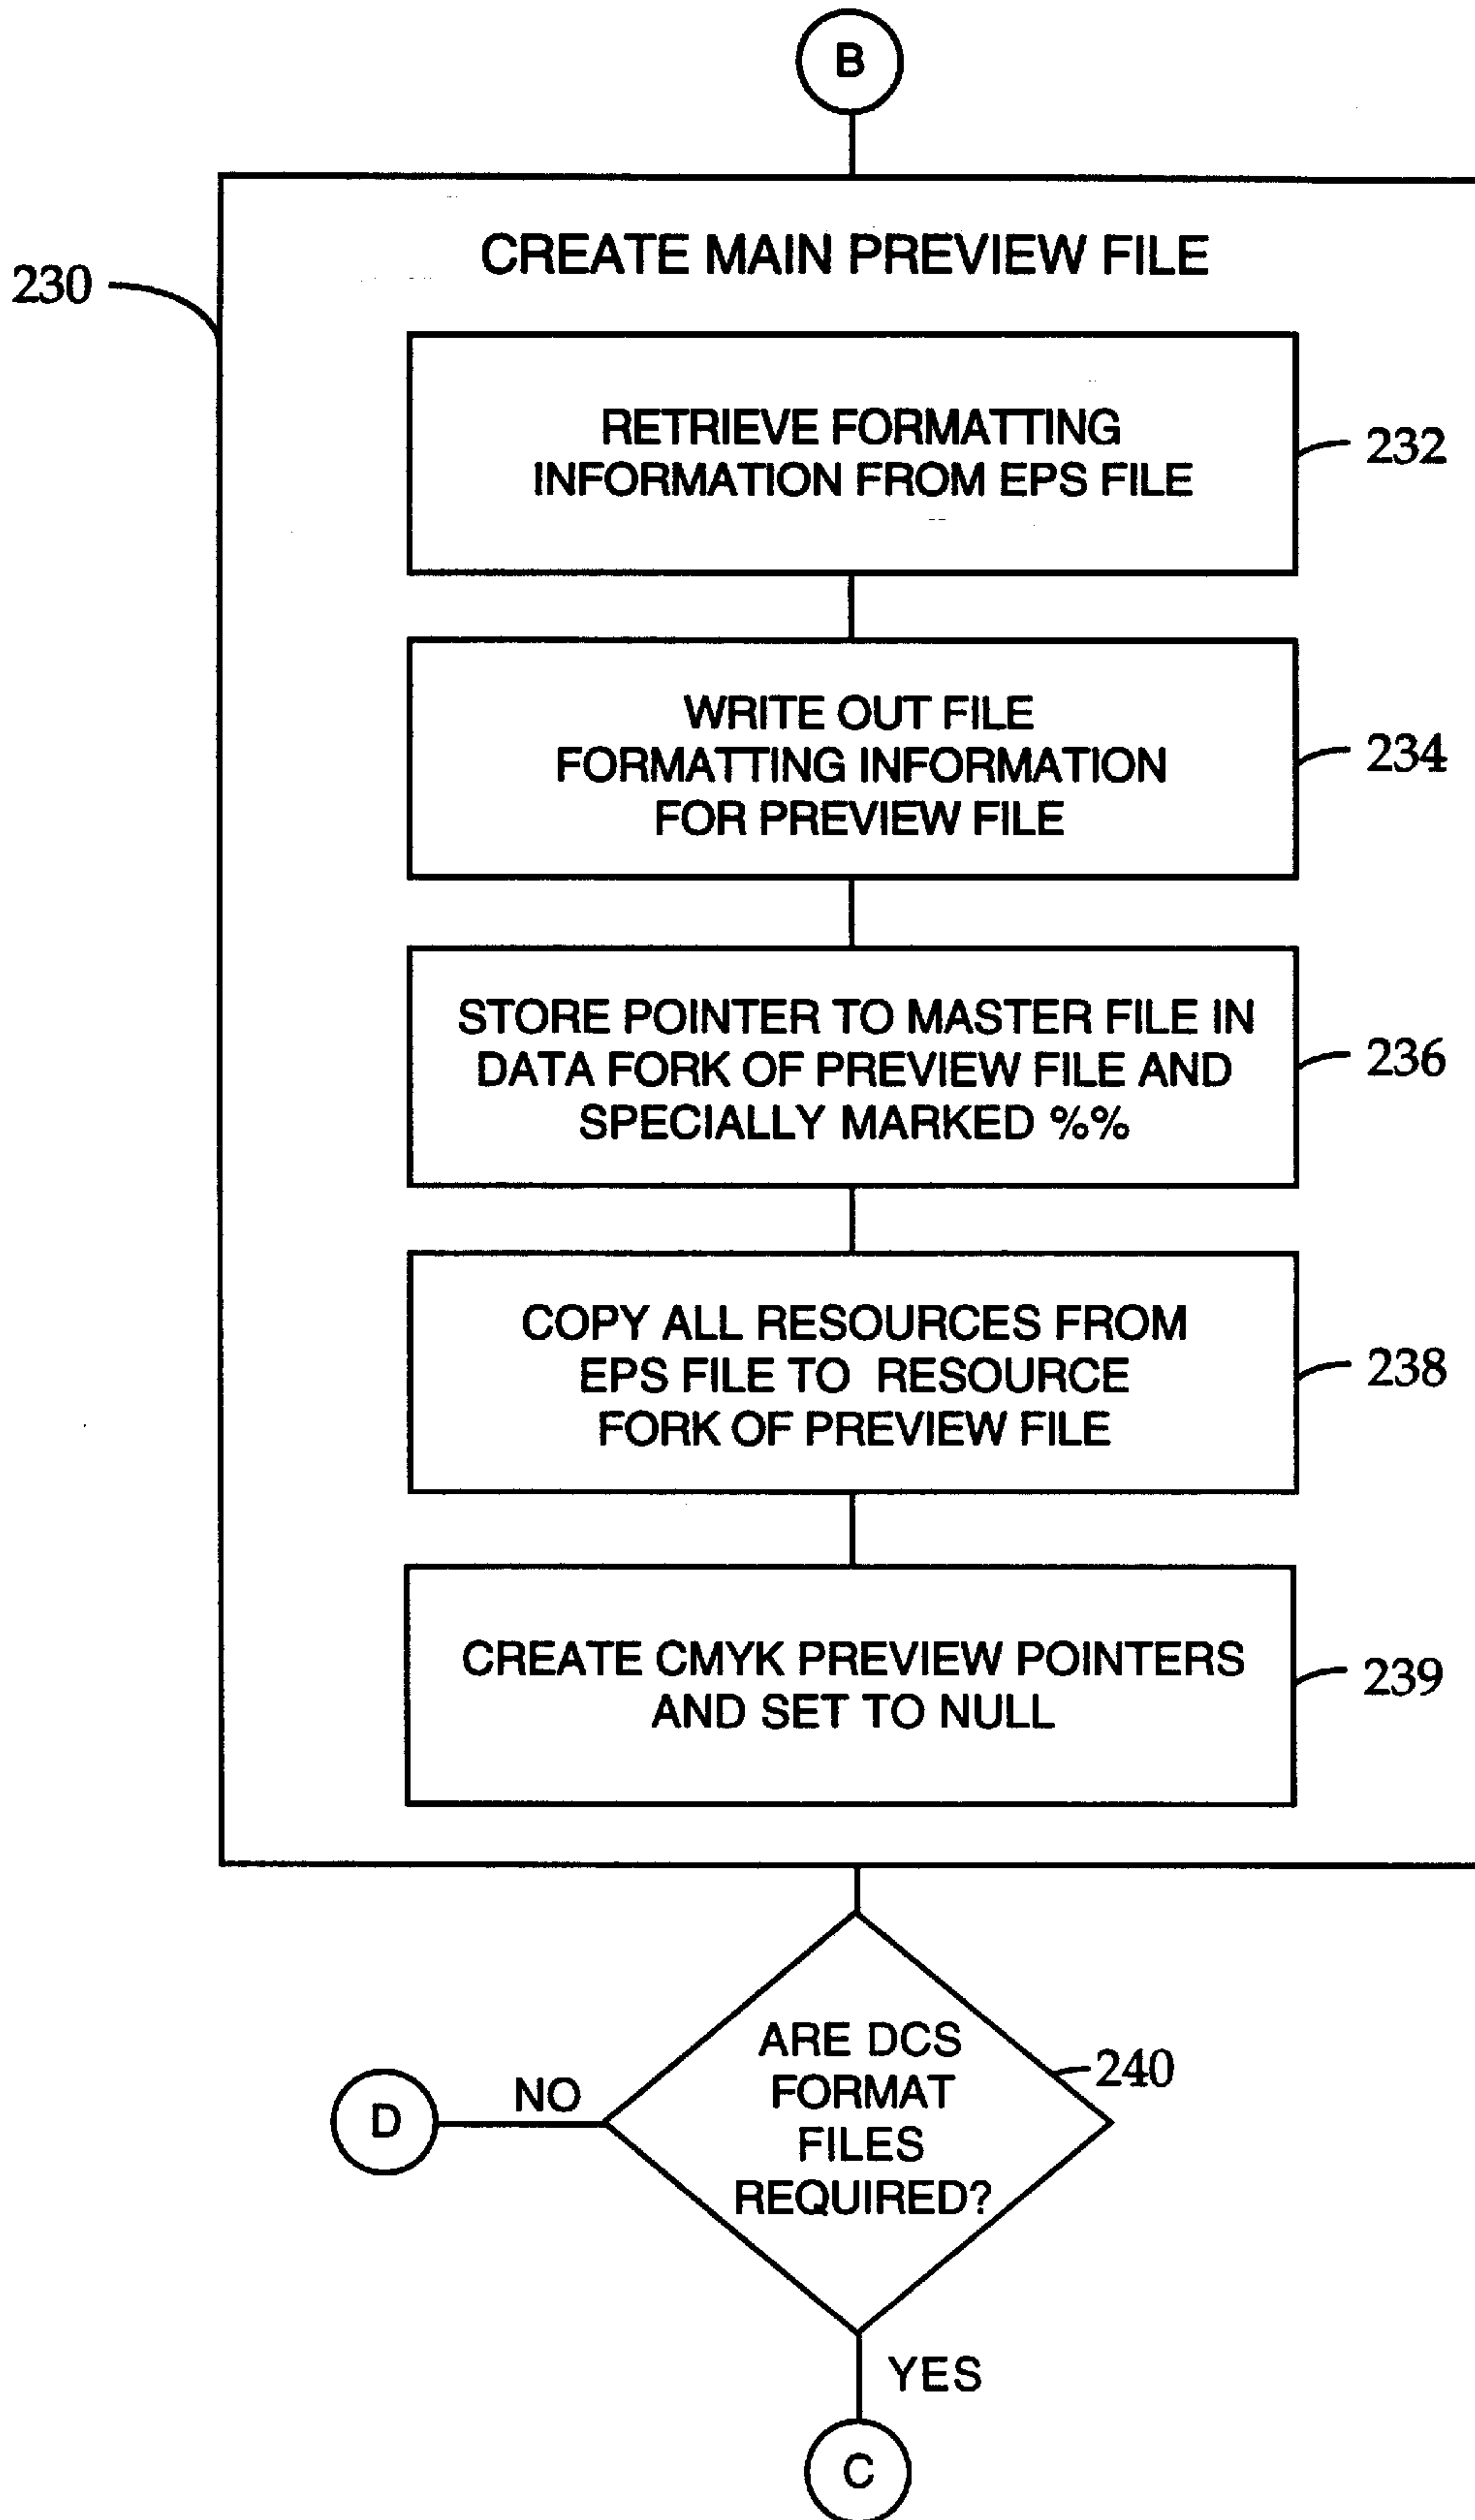 B
CREATE MAIN PREVIEW FILE
230
RETRIEVE FORMATTING
INFORMATION FROM EPS FILE
232
WRITE OUT FILE
FORMATTING INFORMATION
FOR PREVIEW FILE
234
STORE POINTER TO MASTER FILE IN
DATA FORK OF PREVIEW FILE AND
SPECIALLY MARKED %%
236
COPY ALL RESOURCES FROM
EPS FILE TO RESOURCE
FORK OF PREVIEW FILE
238
CREATE CMYK PREVIEW POINTERS
AND SET TO NULL
239
ARE DCS
FORMAT
FILES
REQUIRED?
240
NO
D
YES
C